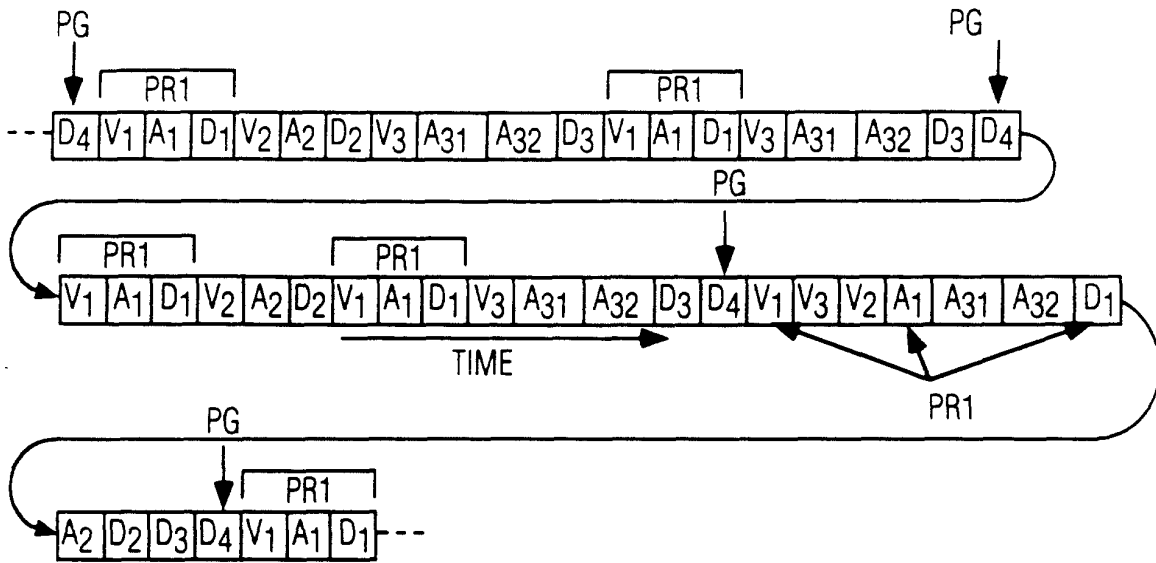 PG PG
PR1 PR1
D4 V1 A1 D1 V2 A2 D2 V3 A31 A32 D3 V1 A1 D1 V3 A31 A32 D3 D4
PG
PR1 PR1
V1 A1 D1 V2 A2 D2 V1 A1 D1 V3 A31 A32 D3 D4 V1 V3 V2 A1 A31 A32 D1
TIME
PR1
PG
PR1
A2 D2 D3 D4 V1 A1 D1